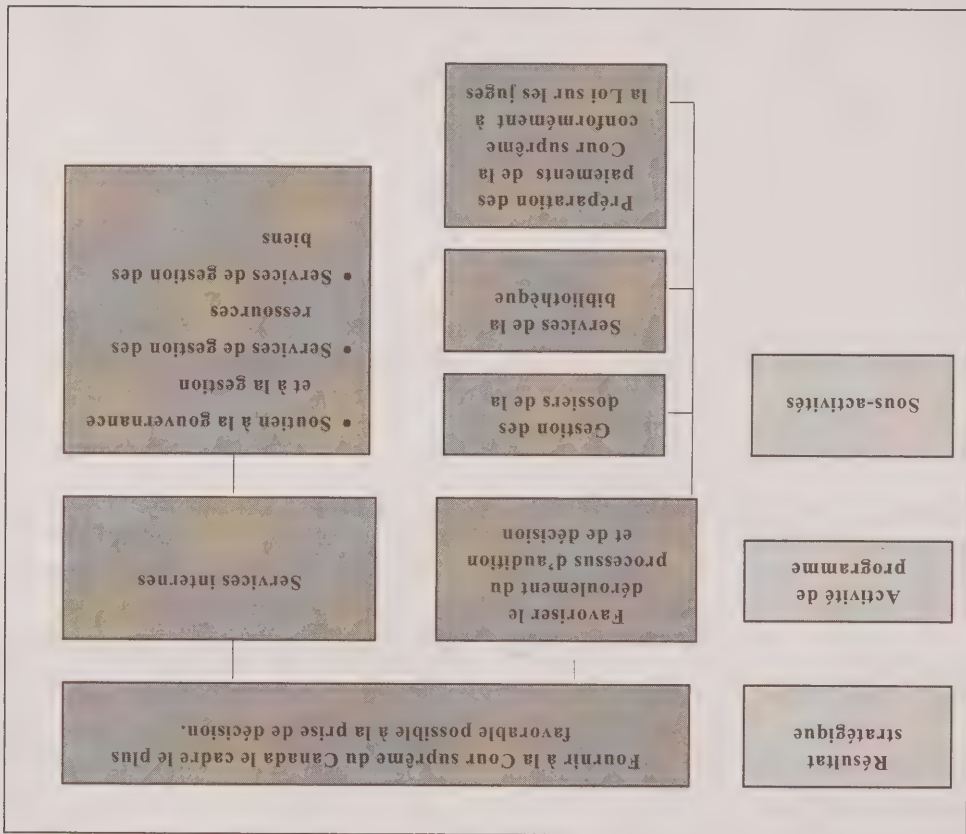 Résultat
stratégique
Fournir à la Cour suprême du Canada le cadre le plus
favorable possible à la prise de décision.
Activité de
programme
Favoriser le
déroulement du
processus d'audition
et de décision
Services internes
Sous-activités
Gestion des
dossiers de la
Services de la
bibliothèque
Préparation des
paiements de la
Cour suprême
conformément à
la Loi sur les juges
• Soutien à la gouvernance
et à la gestion
• Services de gestion des
ressources
• Services de gestion des
biens